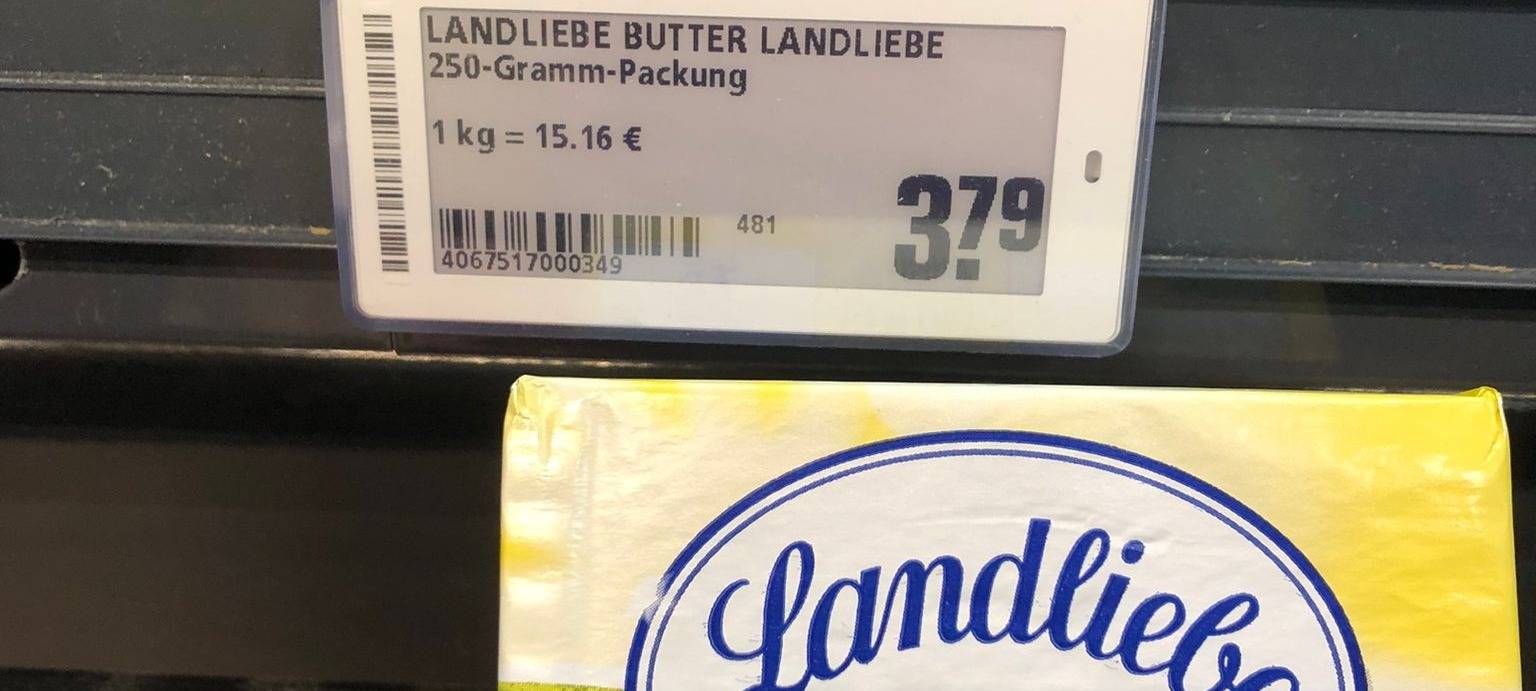 LANDLIEBE BUTTER LANDLIEBE
250-Gramm-Packung
1 kg = 15.16 €
481
3.79
4067517000349
Landliebe